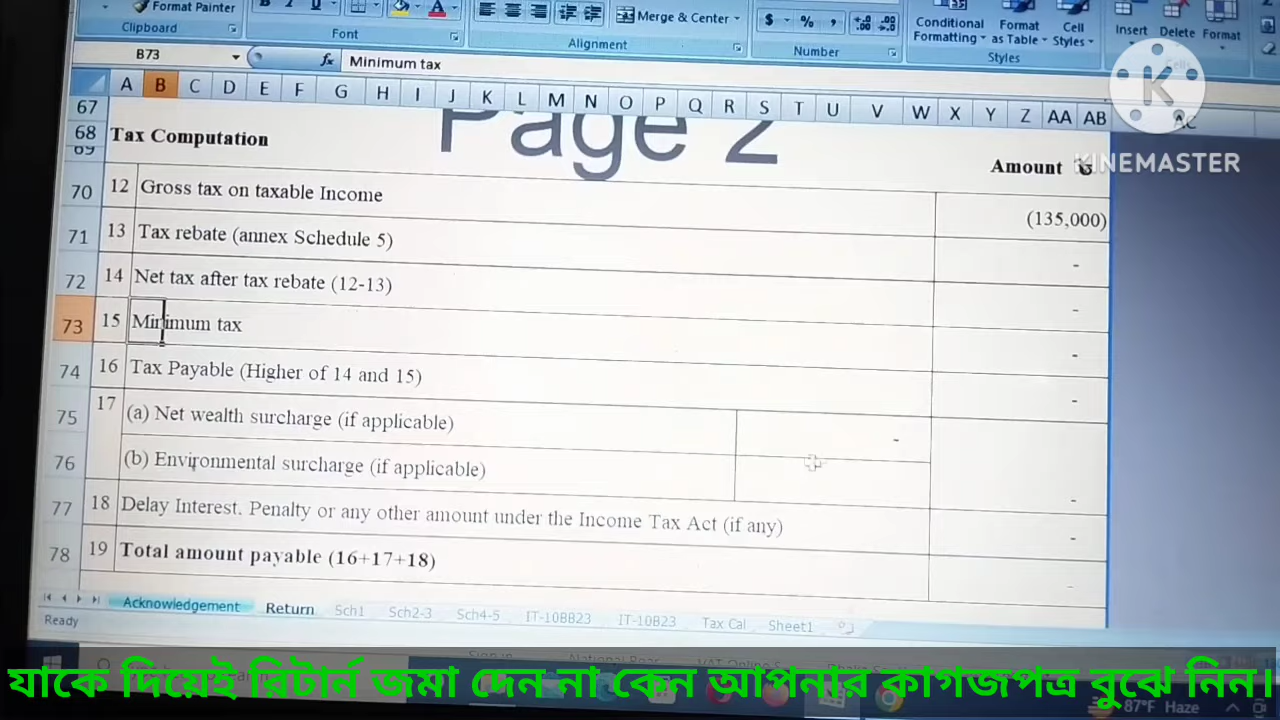 Format Painter
Merge & Center
$ % ,
Conditional Formatting
Format as Table
Cell Styles
Insert Delete Format
Clipboard Font Alignment Number Styles
B73 fx Minimum tax
A B C D E F G H I J K L M N O P Q R S T U V W X Y Z AA AB AC
K
KINEMASTER
67 Page 2
68 Tax Computation
69 Amount ৳
70 12 Gross tax on taxable Income (135,000)
71 13 Tax rebate (annex Schedule 5) -
72 14 Net tax after tax rebate (12-13) -
73 15 Minimum tax -
74 16 Tax Payable (Higher of 14 and 15) -
75 17 (a) Net wealth surcharge (if applicable) -
76 (b) Environmental surcharge (if applicable) -
77 18 Delay Interest. Penalty or any other amount under the Income Tax Act (if any) -
78 19 Total amount payable (16+17+18) -
Acknowledgement Return Sch1 Sch2-3 Sch4-5 IT-10BB23 IT-10B23 Tax Cal Sheet1
Ready
87°F Haze
যাকে দিয়েই রিটার্ন জমা দেন না কেন আপনার কাগজপত্র বুঝে নিন।